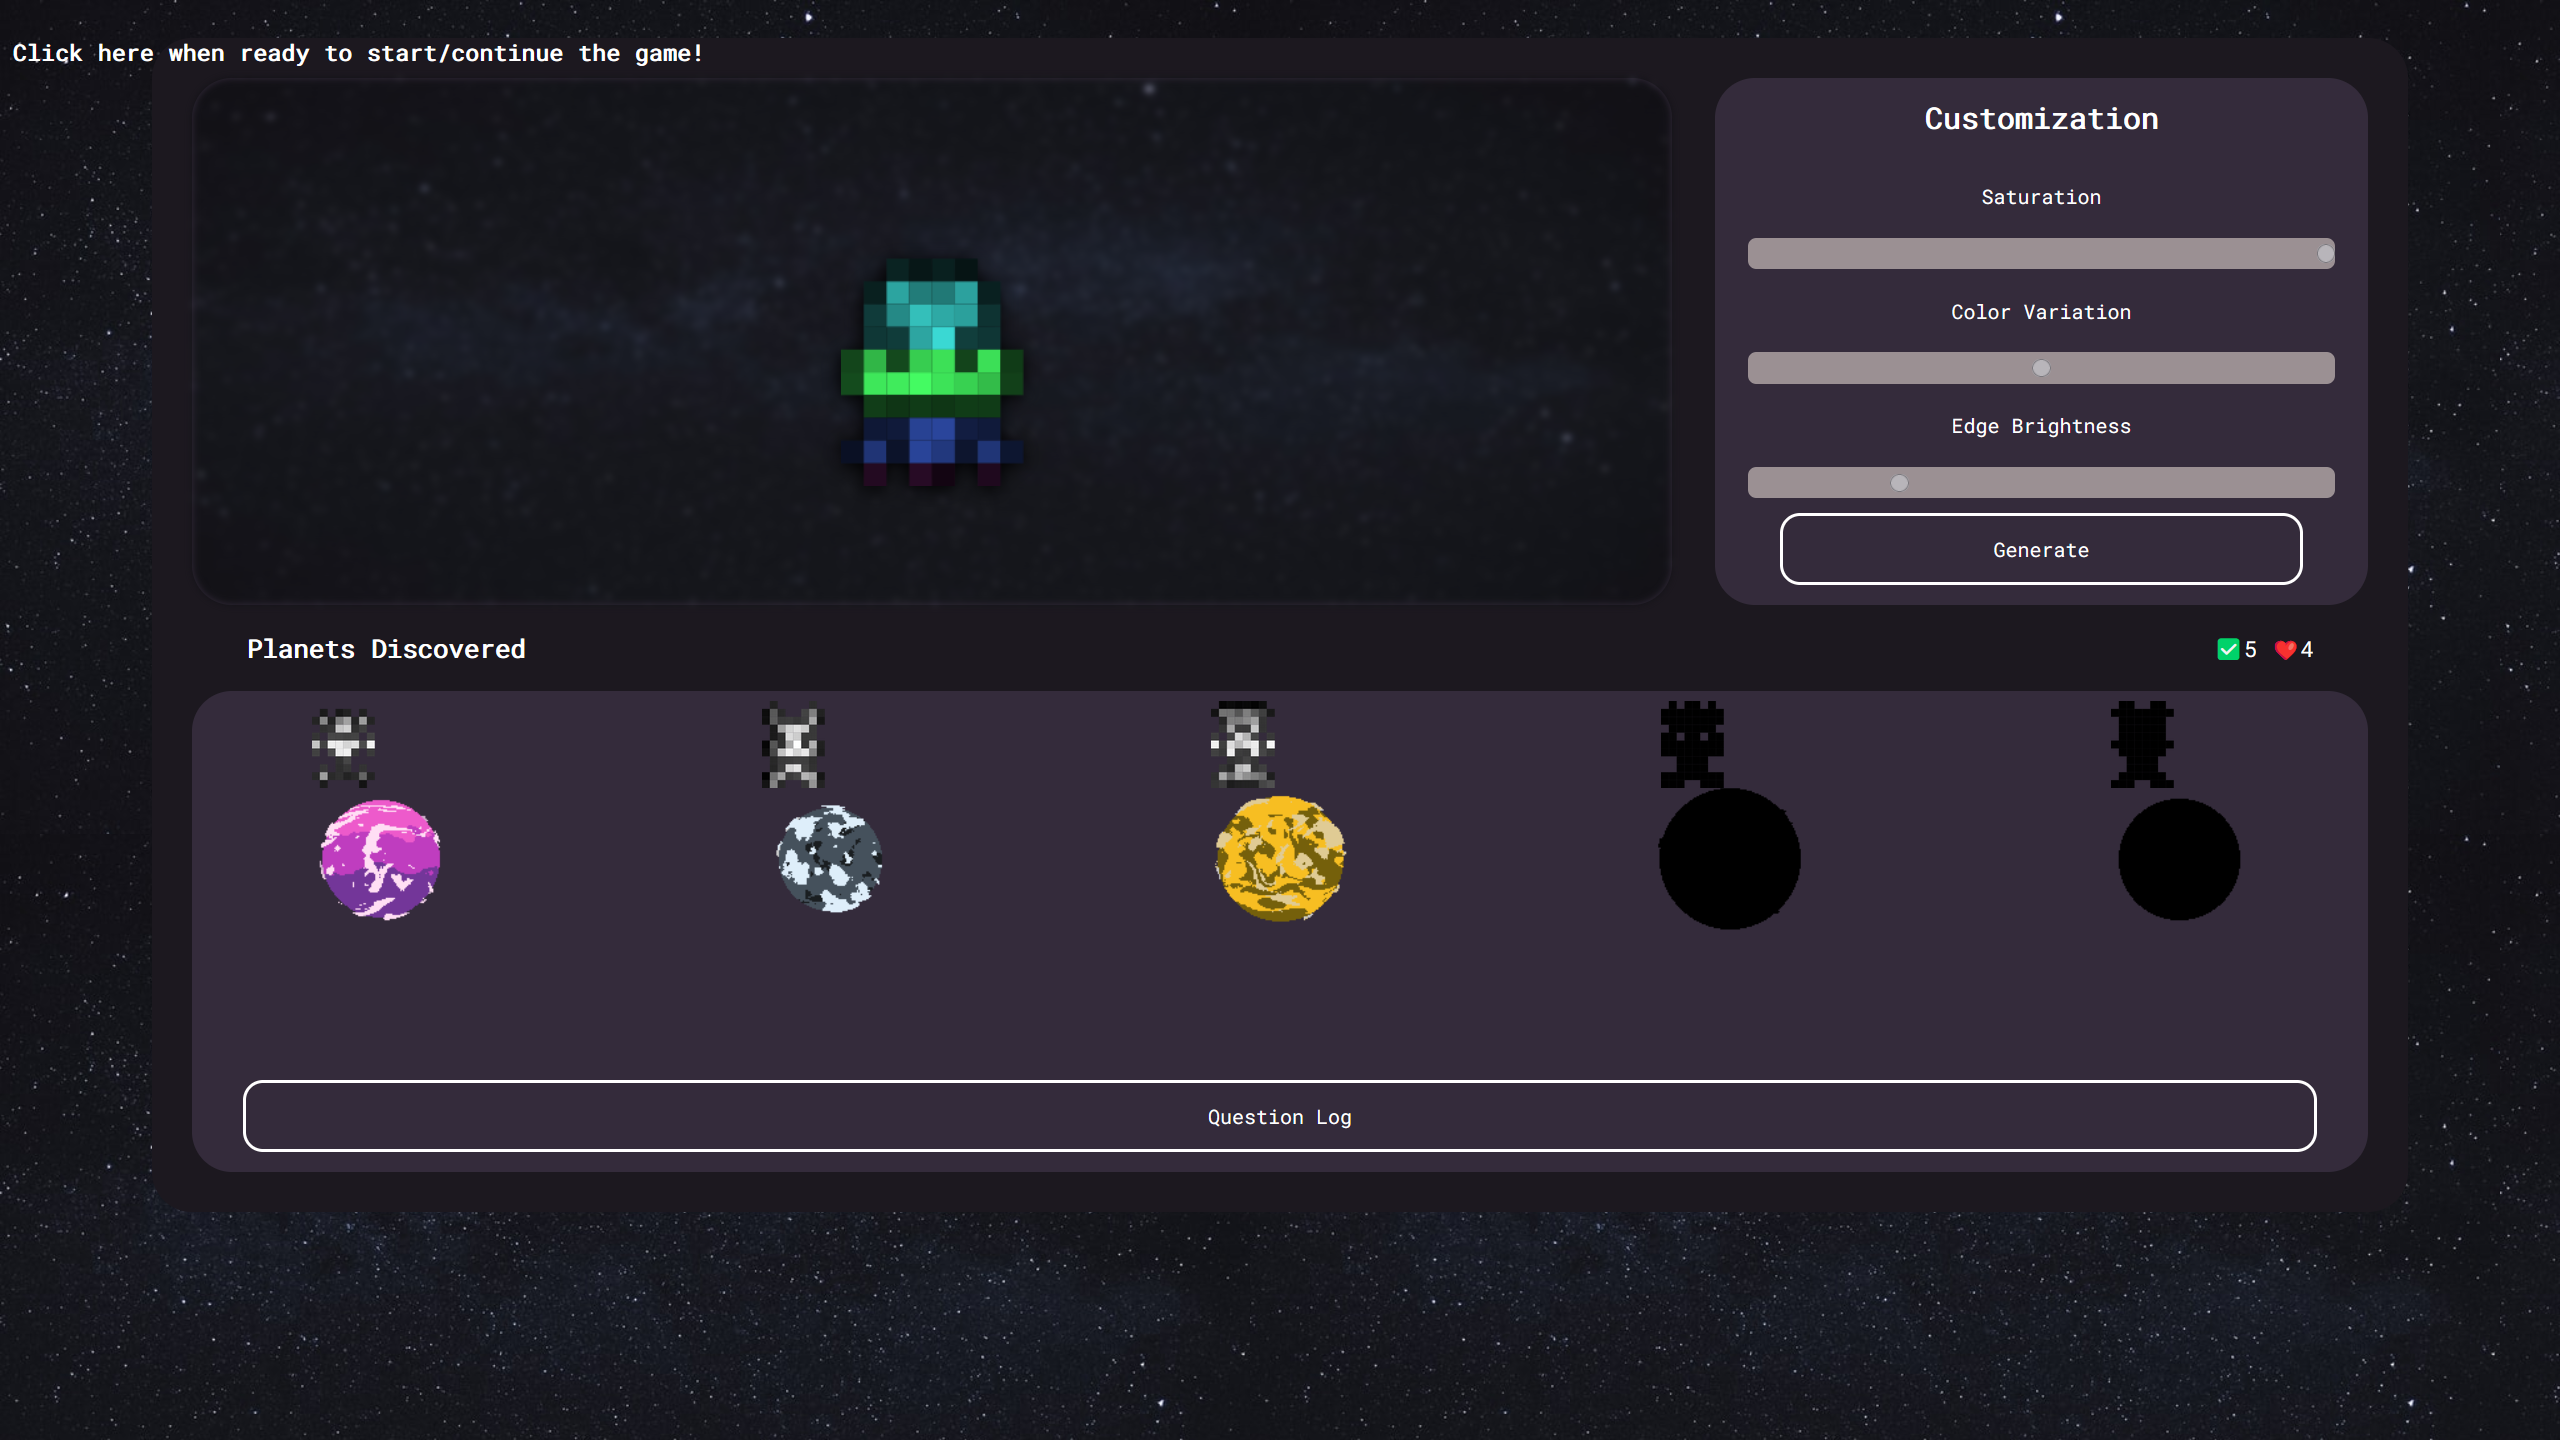 Click here when ready to start/continue the game!
Customization
Saturation
Color Variation
Edge Brightness
Generate
Planets Discovered
5 4
Question Log